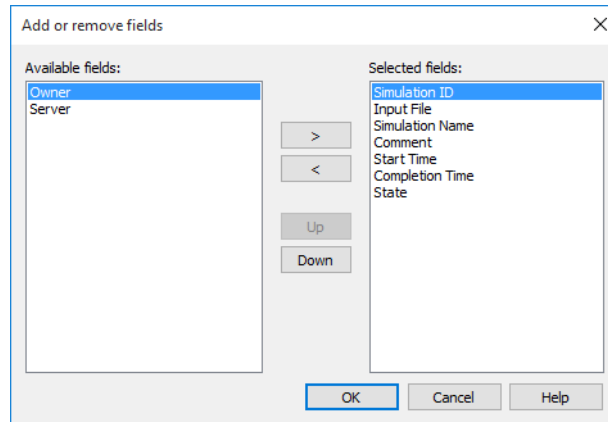 Add or remove fields
Available fields:
Owner
Server
>
<
Up
Down
Selected fields:
Simulation ID
Input File
Simulation Name
Comment
Start Time
Completion Time
State
OK
Cancel
Help